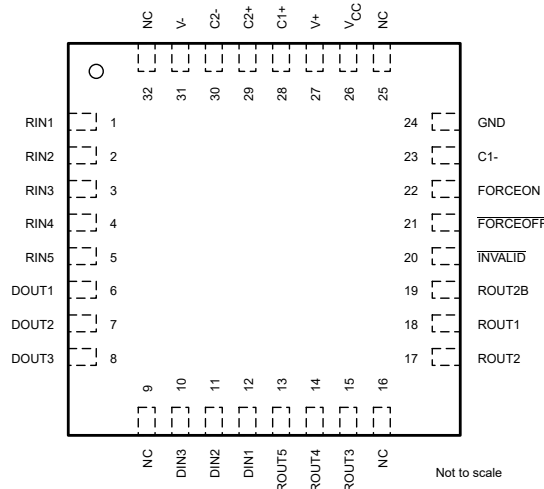 NC V- C2- C2+ C1+ V+ VCC NC
32 31 30 29 28 27 26 25
RIN1 1 24 GND
RIN2 2 23 C1-
RIN3 3 22 FORCEON
RIN4 4 21 FORCEOFF
RIN5 5 20 INVALID
DOUT1 6 19 ROUT2B
DOUT2 7 18 ROUT1
DOUT3 8 17 ROUT2
9 10 11 12 13 14 15 16
NC DIN3 DIN2 DIN1 ROUT5 ROUT4 ROUT3 NC
Not to scale